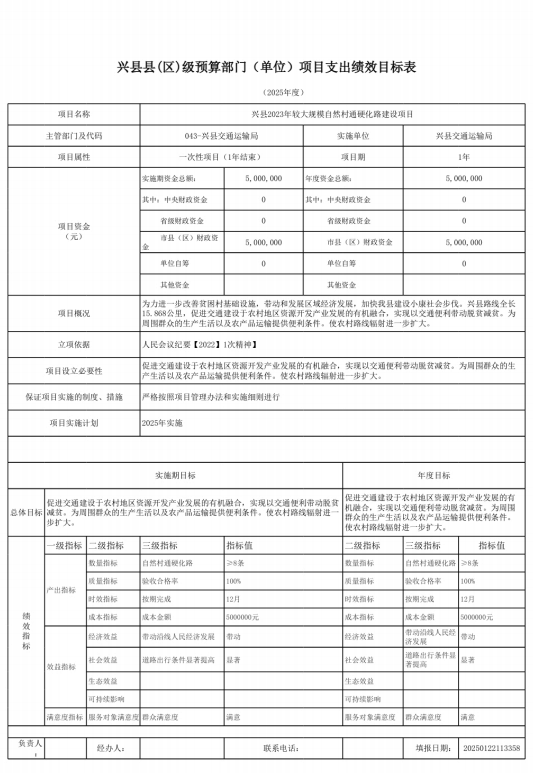 兴县县(区)级预算部门（单位）项目支出绩效目标表
（2025年度）
项目名称 兴县2023年较大规模自然村通硬化路建设项目
主管部门及代码 043-兴县交通运输局 实施单位 兴县交通运输局
项目属性 一次性项目（1年结束） 项目期 1年
项目资金
（元）
实施期资金总额: 5,000,000 年度资金总额: 5,000,000
其中: 中央财政资金 0 其中: 中央财政资金 0
省级财政资金 0 省级财政资金 0
市县（区）财政资金 5,000,000 市县（区）财政资金 5,000,000
单位自筹 0 单位自筹 0
其他资金 其他资金
项目概况
为力进一步改善贫困村基础设施，带动和发展区域经济发展，加快我县建设小康社会步伐。兴县路线全长
15.868公里，促进交通建设于农村地区资源开发产业发展的有机融合，实现以交通便利带动脱贫减贫。为
周围群众的生产生活以及农产品运输提供便利条件。使农村路线辐射进一步扩大。
立项依据 人民会议纪要【2022】1次精神】
项目设立必要性
促进交通建设于农村地区资源开发产业发展的有机融合，实现以交通便利带动脱贫减贫。为周围群众的生
产生活以及农产品运输提供便利条件。使农村路线辐射进一步扩大。
保证项目实施的制度、措施 严格按照项目管理办法和实施细则进行
项目实施计划 2025年实施
实施期目标 年度目标
总体目标
促进交通建设于农村地区资源开发产业发展的有机融合，实现以交通便利带动脱贫
减贫。为周围群众的生产生活以及农产品运输提供便利条件。使农村路线辐射进一
步扩大。
促进交通建设于农村地区资源开发产业发展的有
机融合，实现以交通便利带动脱贫减贫。为周围
群众的生产生活以及农产品运输提供便利条件。
使农村路线辐射进一步扩大。
绩效指标
一级指标 二级指标 三级指标 指标值 二级指标 三级指标 指标值
产出指标
数量指标 自然村通硬化路 ≥8条 数量指标 自然村通硬化路 ≥8条
质量指标 验收合格率 100% 质量指标 验收合格率 100%
时效指标 按期完成 12月 时效指标 按期完成 12月
成本指标 成本金额 5000000元 成本指标 成本金额 5000000元
效益指标
经济效益 带动沿线人民经济发展 带动 经济效益 带动沿线人民经济发展 带动
社会效益 道路出行条件显著提高 显著 社会效益 道路出行条件显著提高 显著
生态效益 生态效益
可持续影响 可持续影响
满意度指标 服务对象满意度 群众满意度 满意 服务对象满意度 群众满意度 满意
负责人: 经办人: 联系电话: 填报日期: 20250122113358